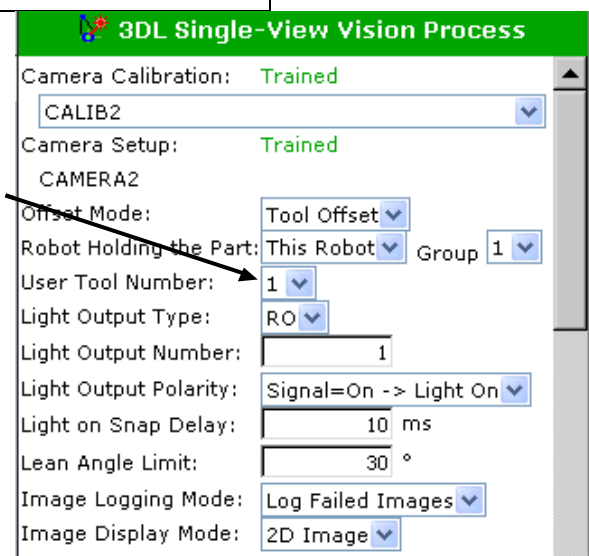 3DL Single-View Vision Process
Camera Calibration: Trained
CALIB2
Camera Setup: Trained
CAMERA2
Offset Mode: Tool Offset
Robot Holding the Part: This Robot Group 1
User Tool Number: 1
Light Output Type: RO
Light Output Number: 1
Light Output Polarity: Signal=On -> Light On
Light on Snap Delay: 10 ms
Lean Angle Limit: 30 °
Image Logging Mode: Log Failed Images
Image Display Mode: 2D Image